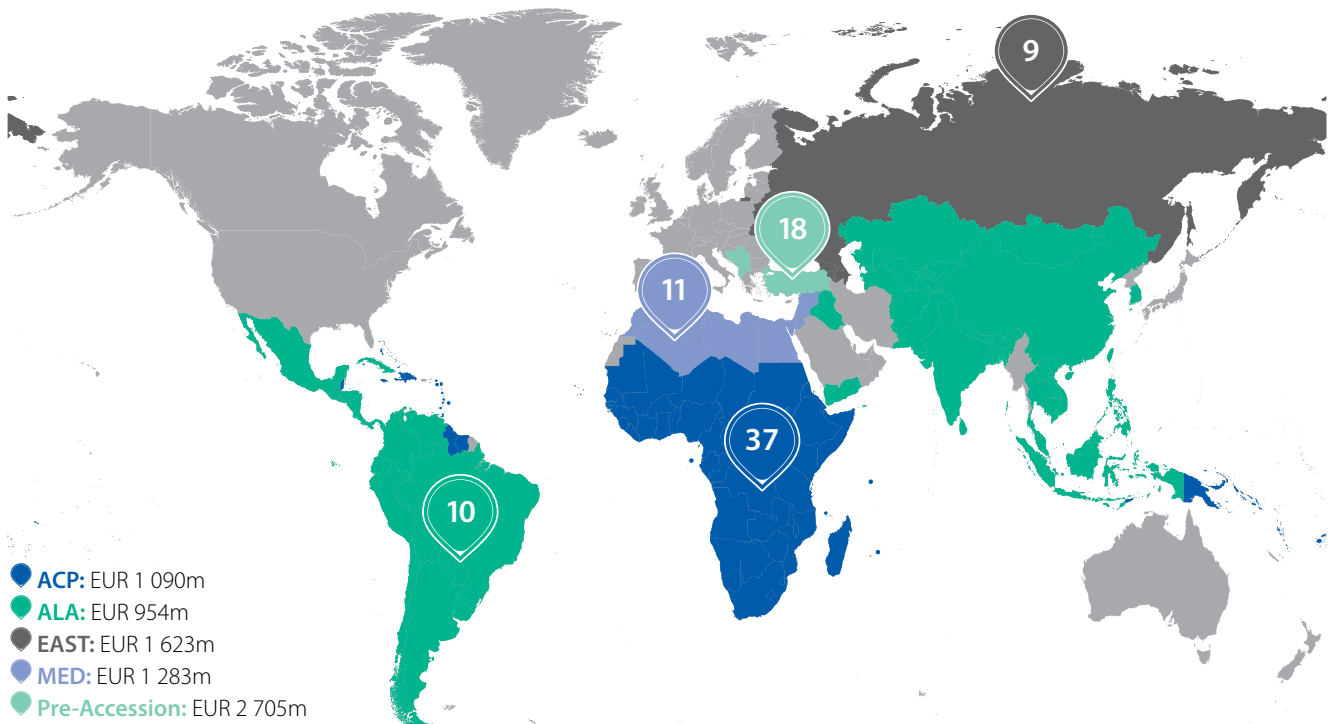 9
18
11
37
10
ACP: EUR 1 090m
ALA: EUR 954m
EAST: EUR 1 623m
MED: EUR 1 283m
Pre-Accession: EUR 2 705m